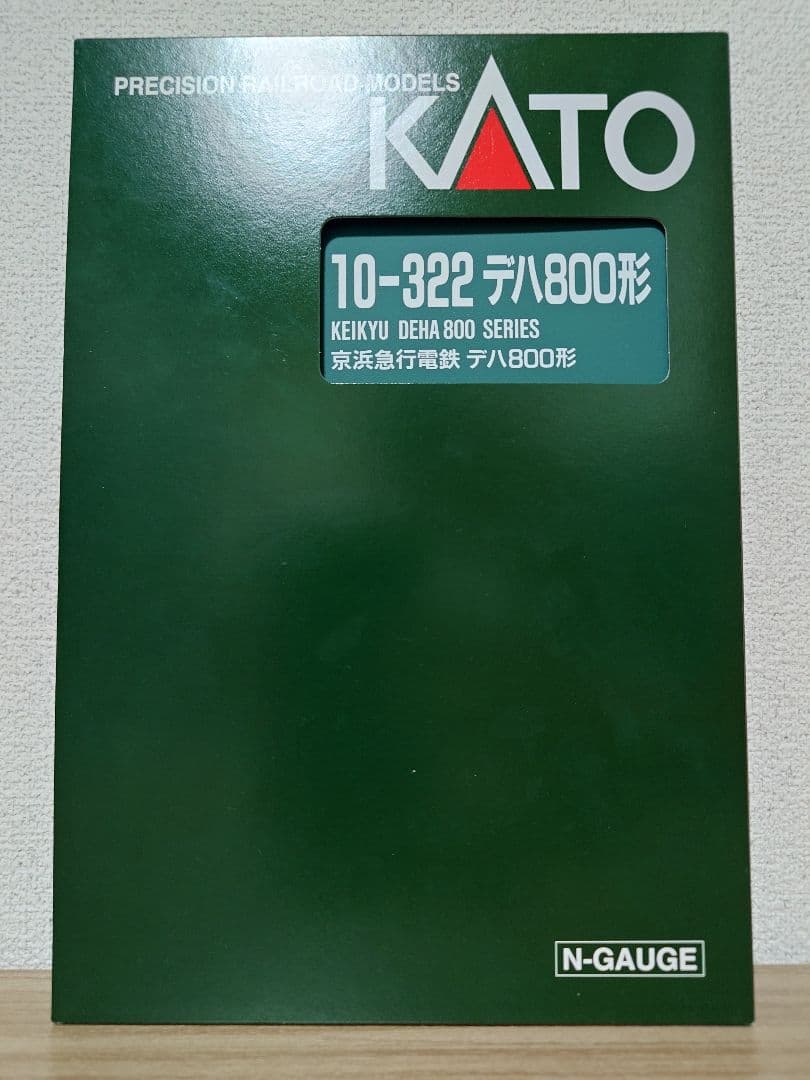 PRECISION RAILROAD MODELS
KATO
10-322 デハ800形
KEIKYU DEHA 800 SERIES
京浜急行電鉄 デハ800形
N-GAUGE